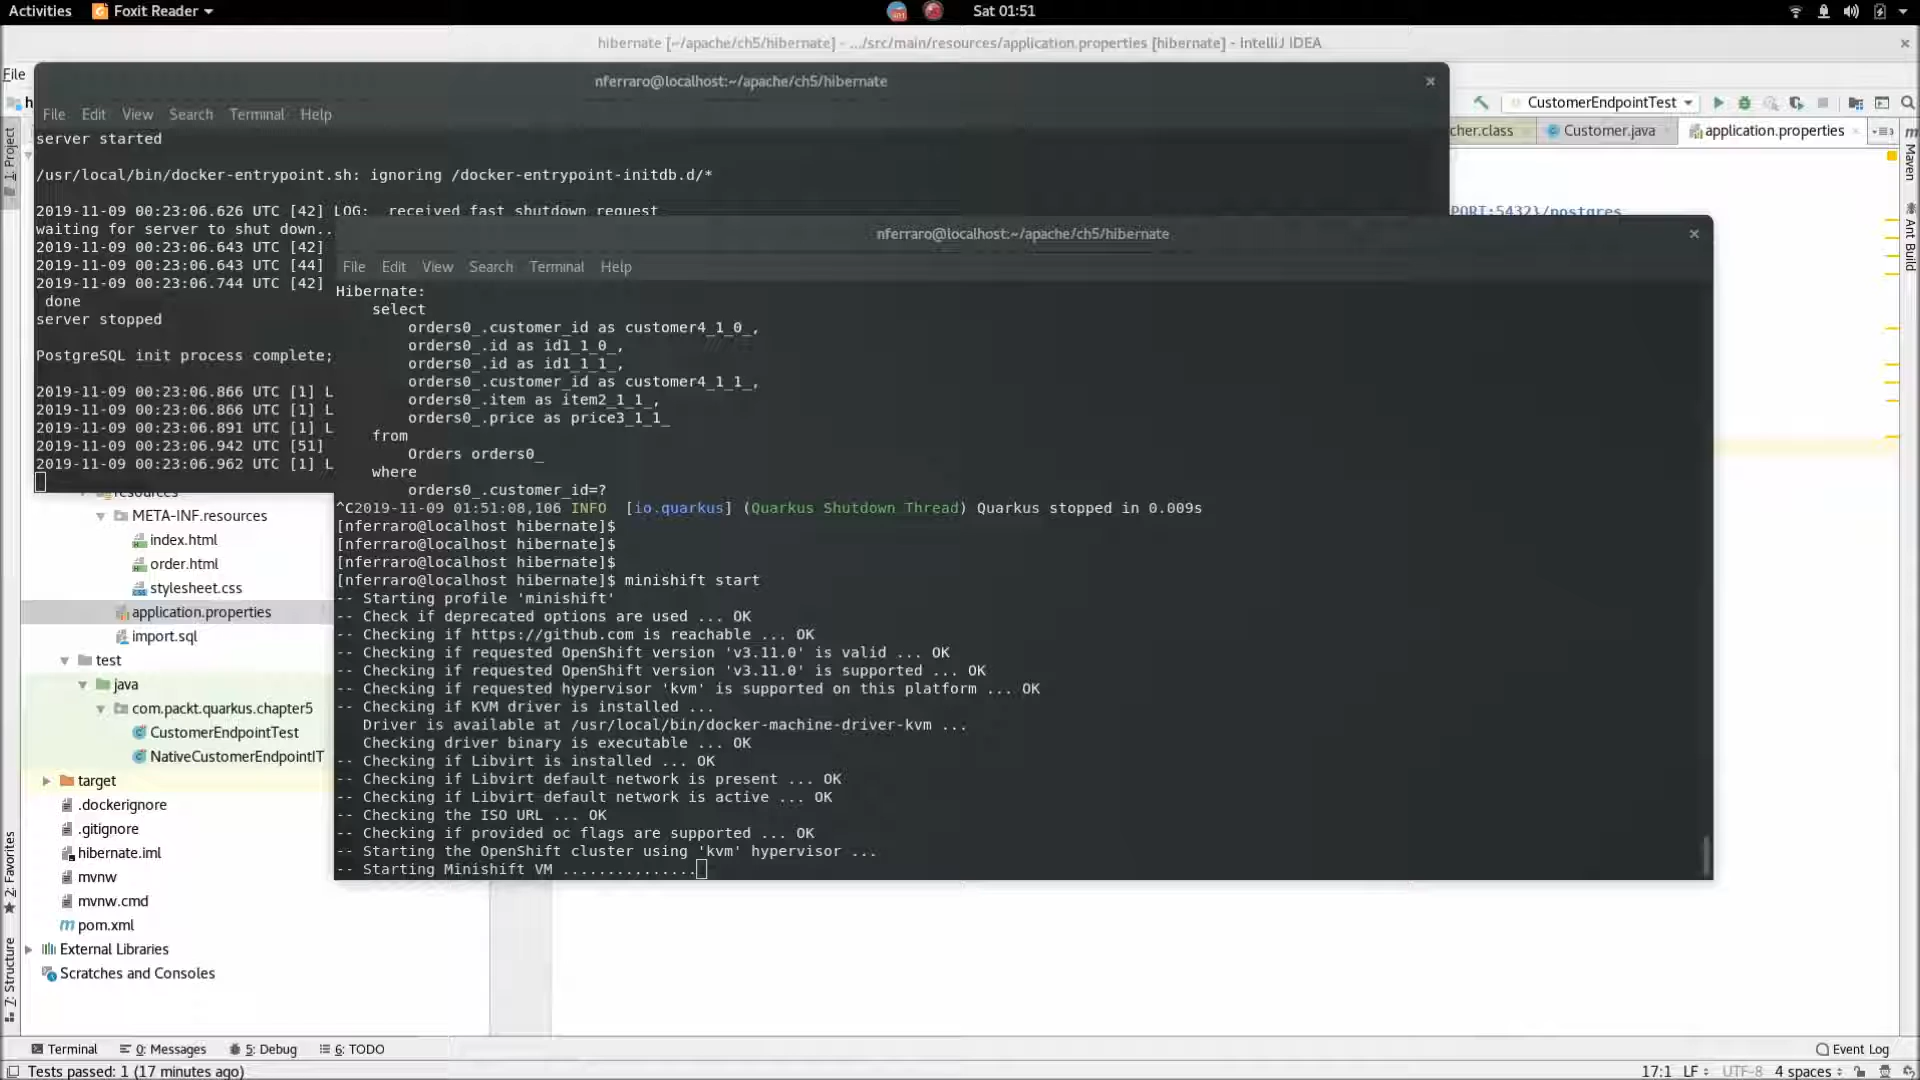 Activities Foxit Reader Sat 01:51
hibernate [~/apache/ch5/hibernate] - .../src/main/resources/application.properties [hibernate] - IntelliJ IDEA
File
nferraro@localhost:~/apache/ch5/hibernate
File Edit View Search Terminal Help
server started
/usr/local/bin/docker-entrypoint.sh: ignoring /docker-entrypoint-initdb.d/*
2019-11-09 00:23:06.626 UTC [42] LOG: received fast shutdown request
waiting for server to shut down..
2019-11-09 00:23:06.643 UTC [42]
2019-11-09 00:23:06.643 UTC [44]
2019-11-09 00:23:06.744 UTC [42]
done
server stopped
PostgreSQL init process complete;
2019-11-09 00:23:06.866 UTC [1] L
2019-11-09 00:23:06.866 UTC [1] L
2019-11-09 00:23:06.891 UTC [1] L
2019-11-09 00:23:06.942 UTC [51]
2019-11-09 00:23:06.962 UTC [1] L
CustomerEndpointTest
cher.class Customer.java application.properties
PORT:5432}/postgres
nferraro@localhost:~/apache/ch5/hibernate
File Edit View Search Terminal Help
Hibernate:
select
orders0_.customer_id as customer4_1_0_,
orders0_.id as id1_1_0_,
orders0_.id as id1_1_1_,
orders0_.customer_id as customer4_1_1_,
orders0_.item as item2_1_1_,
orders0_.price as price3_1_1_
from
Orders orders0_
where
orders0_.customer_id=?
^C2019-11-09 01:51:08,106 INFO [io.quarkus] (Quarkus Shutdown Thread) Quarkus stopped in 0.009s
[nferraro@localhost hibernate]$
[nferraro@localhost hibernate]$
[nferraro@localhost hibernate]$
[nferraro@localhost hibernate]$ minishift start
-- Starting profile 'minishift'
-- Check if deprecated options are used ... OK
-- Checking if https://github.com is reachable ... OK
-- Checking if requested OpenShift version 'v3.11.0' is valid ... OK
-- Checking if requested OpenShift version 'v3.11.0' is supported ... OK
-- Checking if requested hypervisor 'kvm' is supported on this platform ... OK
-- Checking if KVM driver is installed ...
Driver is available at /usr/local/bin/docker-machine-driver-kvm ...
Checking driver binary is executable ... OK
-- Checking if Libvirt is installed ... OK
-- Checking if Libvirt default network is present ... OK
-- Checking if Libvirt default network is active ... OK
-- Checking the ISO URL ... OK
-- Checking if provided oc flags are supported ... OK
-- Starting the OpenShift cluster using 'kvm' hypervisor ...
-- Starting Minishift VM ...............
1: Project
resources
META-INF.resources
index.html
order.html
stylesheet.css
application.properties
import.sql
test
java
com.packt.quarkus.chapter5
CustomerEndpointTest
NativeCustomerEndpointIT
target
.dockerignore
.gitignore
hibernate.iml
mvnw
mvnw.cmd
pom.xml
External Libraries
Scratches and Consoles
2: Favorites
7: Structure
Maven
Ant Build
Terminal 0: Messages 5: Debug 6: TODO Event Log
Tests passed: 1 (17 minutes ago) 17:1 LF UTF-8 4 spaces